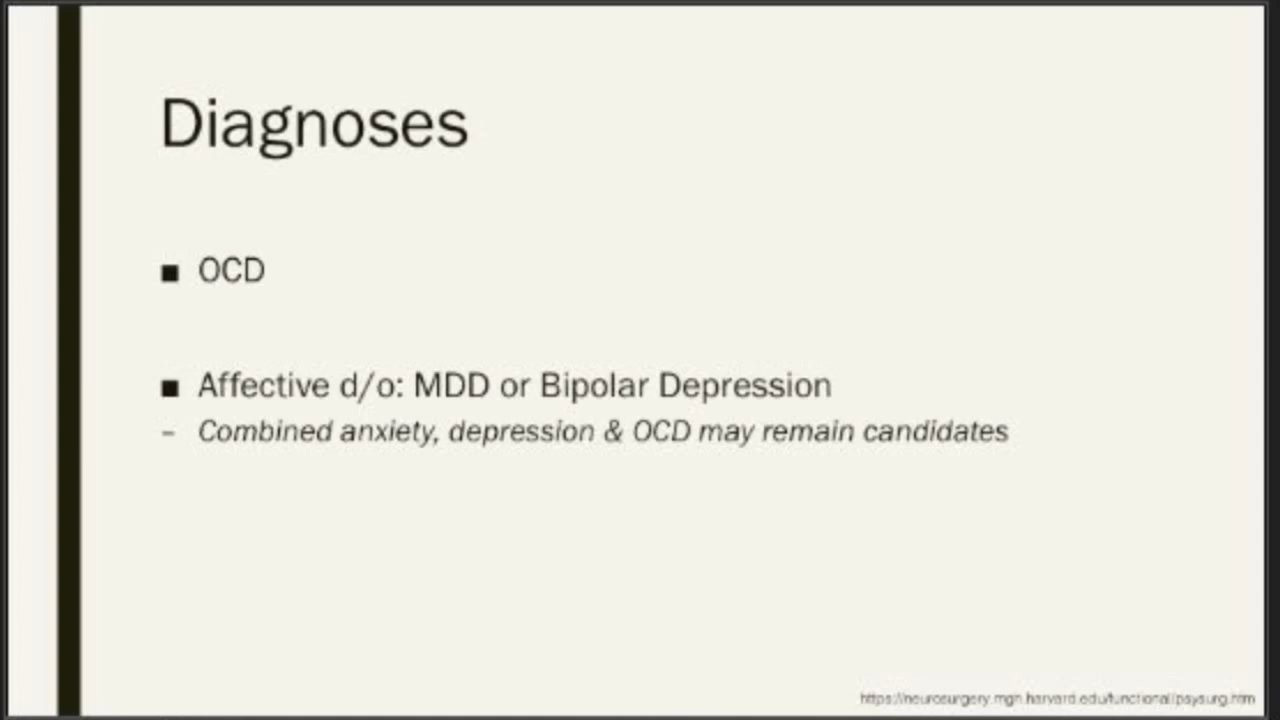 Diagnoses
■ OCD
■ Affective d/o: MDD or Bipolar Depression
– Combined anxiety, depression & OCD may remain candidates
https://neurosurgery.mgh.harvard.edu/functional/psysurg.htm